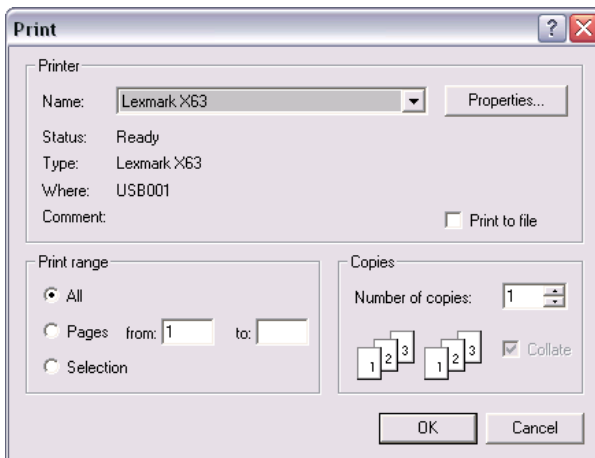 Print
Printer
Name: Lexmark X63 Properties...
Status: Ready
Type: Lexmark X63
Where: USB001
Comment: Print to file
Print range
All
Pages from: 1 to:
Selection
Copies
Number of copies: 1
1 2 3 1 2 3 Collate
OK Cancel